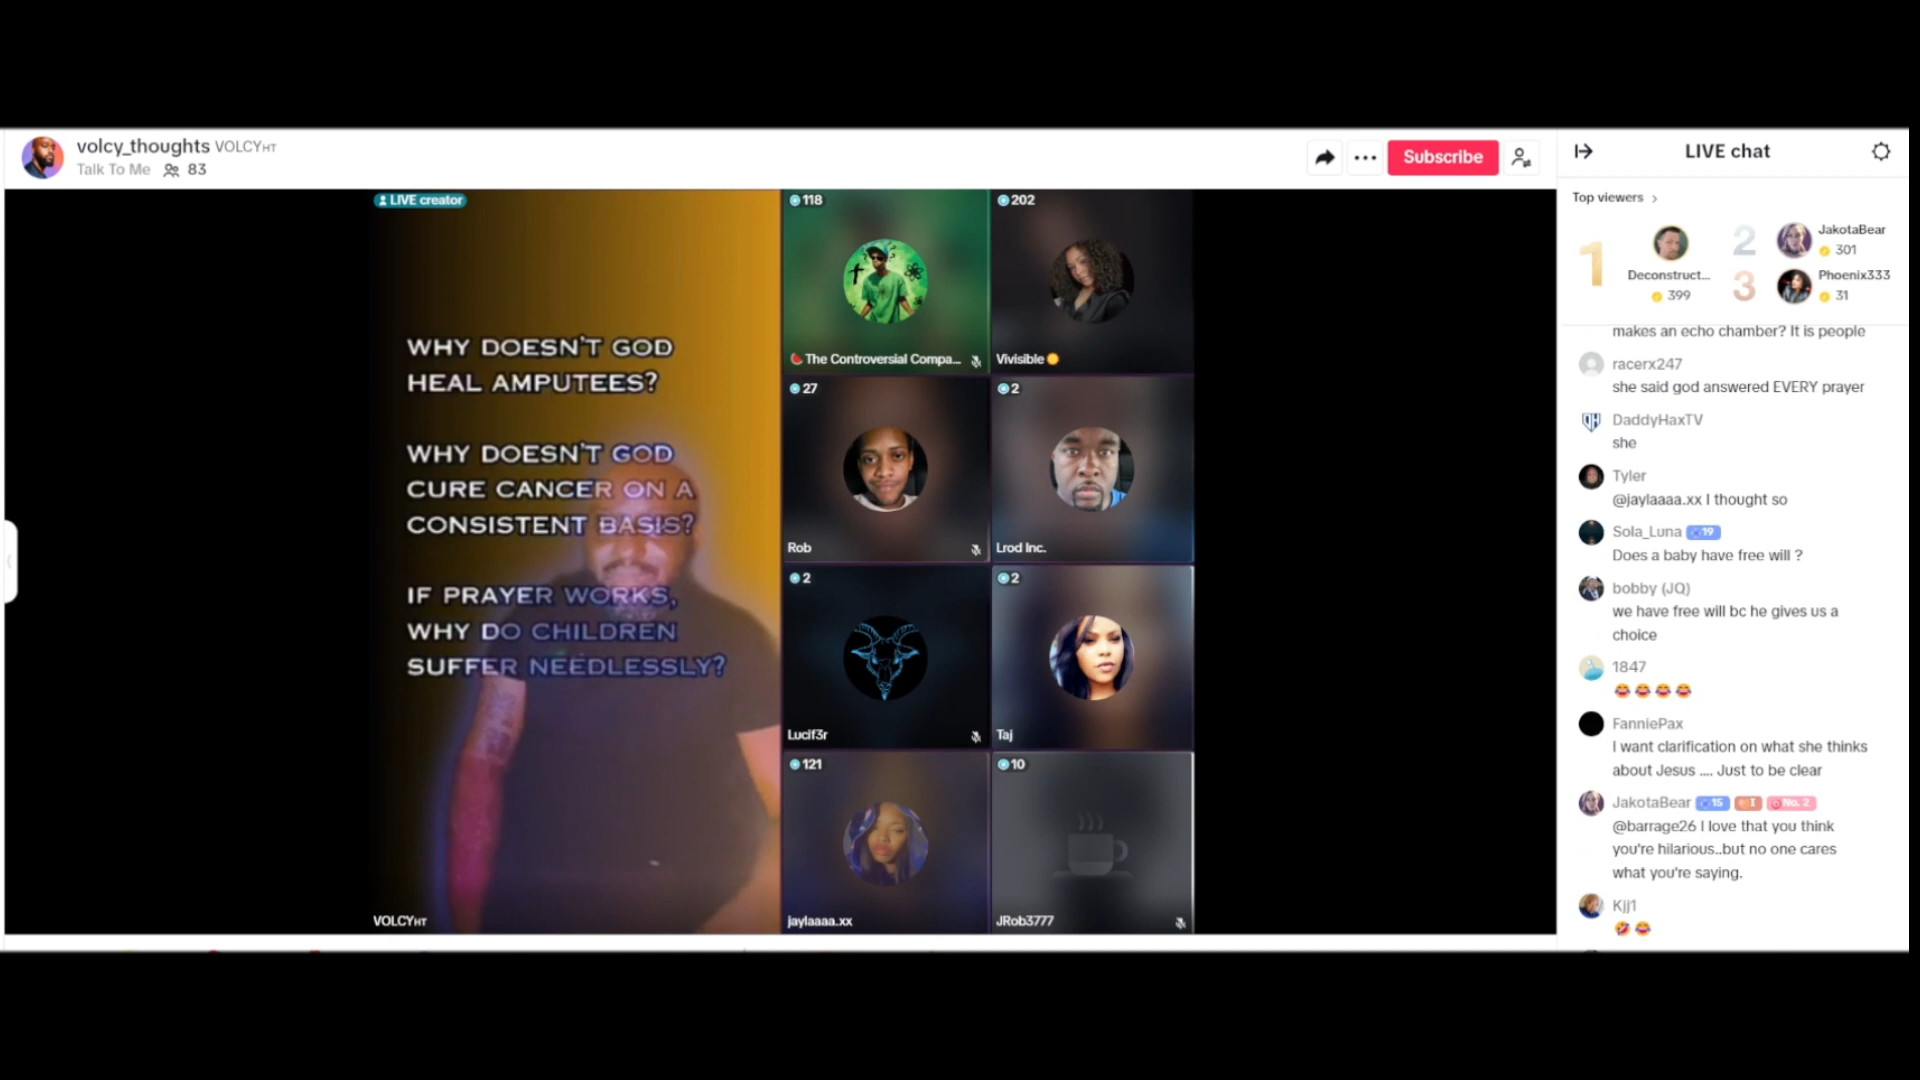 volcy_thoughts VOLCYHT
Talk To Me 83
Subscribe
LIVE creator
WHY DOESN'T GOD
HEAL AMPUTEES?
WHY DOESN'T GOD
CURE CANCER ON A
CONSISTENT BASIS?
IF PRAYER WORKS,
WHY DO CHILDREN
SUFFER NEEDLESSLY?
VOLCYHT
118
🍉The Controversial Compa...
202
Vivisible
27
Rob
2
Lrod Inc.
2
Lucif3r
2
Taj
121
jaylaaaa.xx
10
JRob3777
LIVE chat
Top viewers >
1
Deconstruct...
399
2
JakotaBear
301
3
Phoenix333
31
makes an echo chamber? It is people
racerx247
she said god answered EVERY prayer
DaddyHaxTV
she
Tyler
@jaylaaaa.xx I thought so
Sola_Luna 19
Does a baby have free will ?
bobby (JQ)
we have free will bc he gives us a
choice
1847
😂😂😂😂
FanniePax
I want clarification on what she thinks
about Jesus .... Just to be clear
JakotaBear 15 I No. 2
@barrage26 I love that you think
you're hilarious..but no one cares
what you're saying.
Kjj1
🤣😂